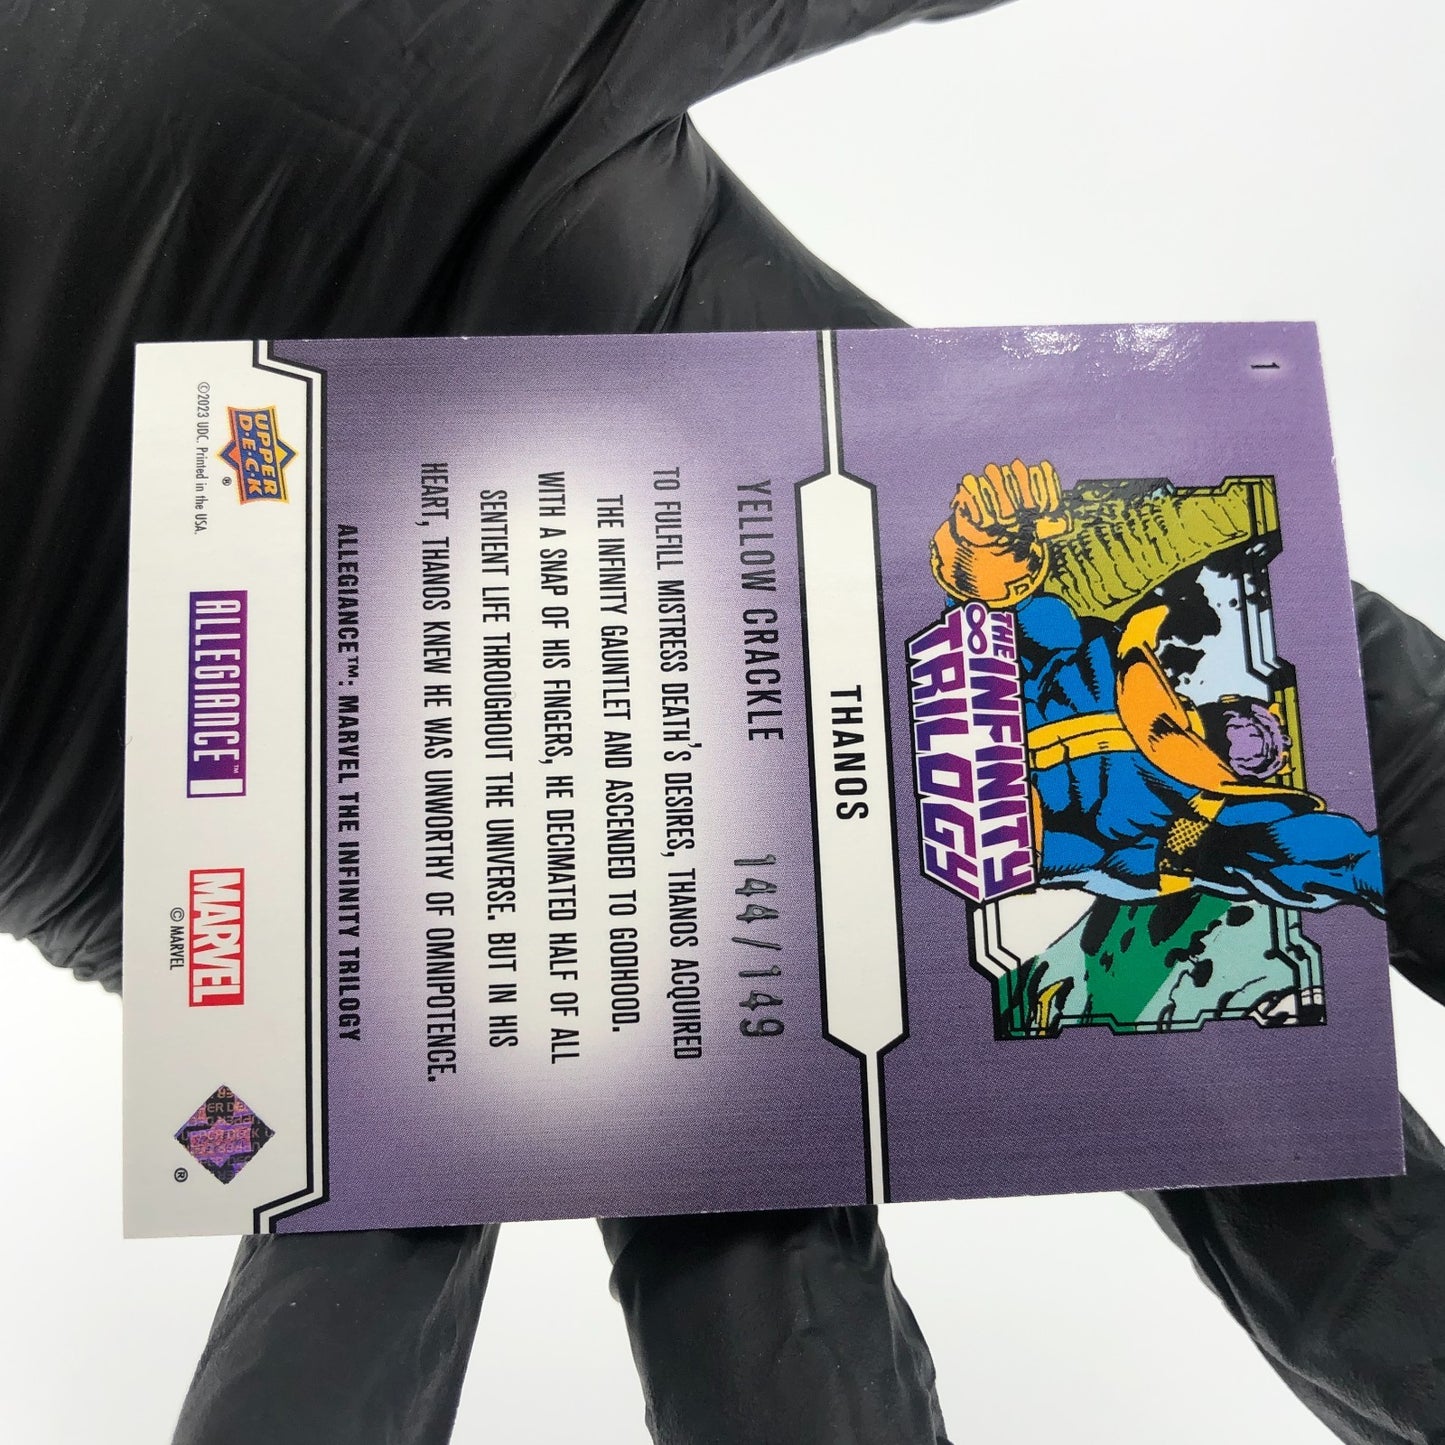 1
THE INFINITY
TRILOGY
THANOS
YELLOW CRACKLE 144/149
TO FULFILL MISTRESS DEATH'S DESIRES, THANOS ACQUIRED
THE INFINITY GAUNTLET AND ASCENDED TO GODHOOD.
WITH A SNAP OF HIS FINGERS, HE DECIMATED HALF OF ALL
SENTIENT LIFE THROUGHOUT THE UNIVERSE. BUT IN HIS
HEART, THANOS KNEW HE WAS UNWORTHY OF OMNIPOTENCE.
ALLEGIANCE™: MARVEL THE INFINITY TRILOGY
UPPER
D·E·C·K
®
©2023 UDC. Printed in the USA.
ALLEGIANCE™
MARVEL
© MARVEL
UPPER DECK
®